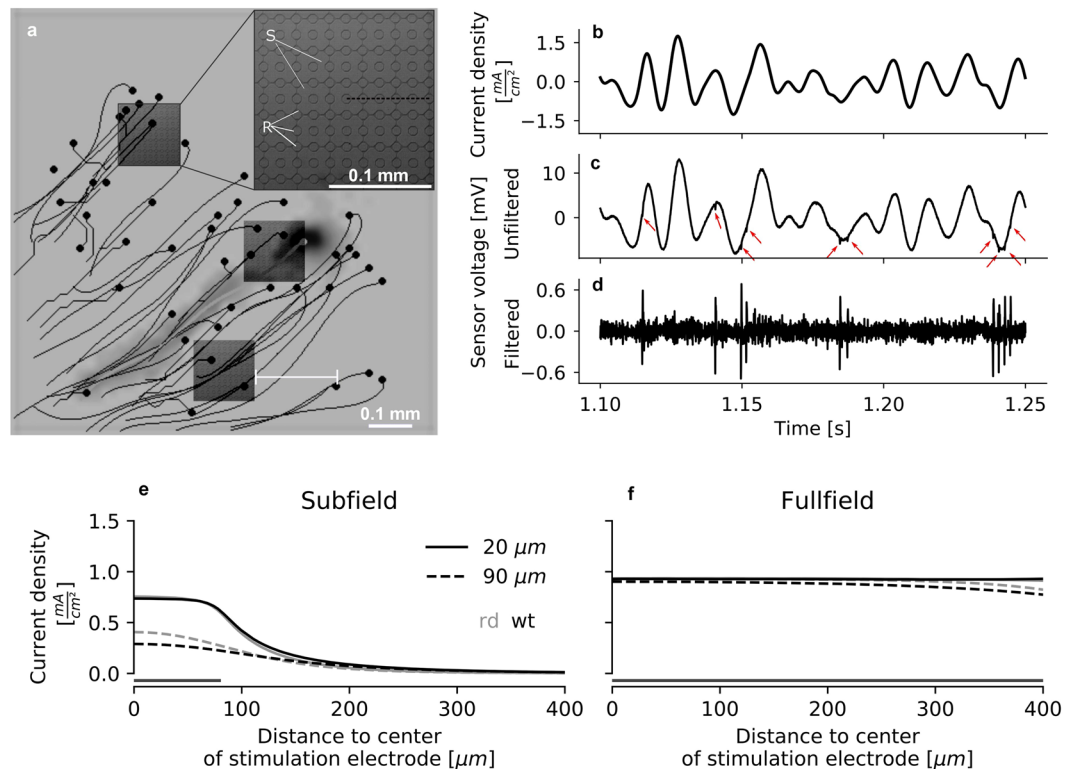 a
S
R
0.1 mm
0.1 mm
b
Current density
[mA/cm²]
1.5
0.0
−1.5
c
Sensor voltage [mV]
Unfiltered
10
0
d
Filtered
0.6
0.0
−0.6
1.10
1.15
1.20
1.25
Time [s]
e
Subfield
Current density
[mA/cm²]
1.5
1.0
0.5
0.0
20 μm
90 μm
rd wt
0
100
200
300
400
Distance to center
of stimulation electrode [μm]
f
Fullfield
0
100
200
300
400
Distance to center
of stimulation electrode [μm]